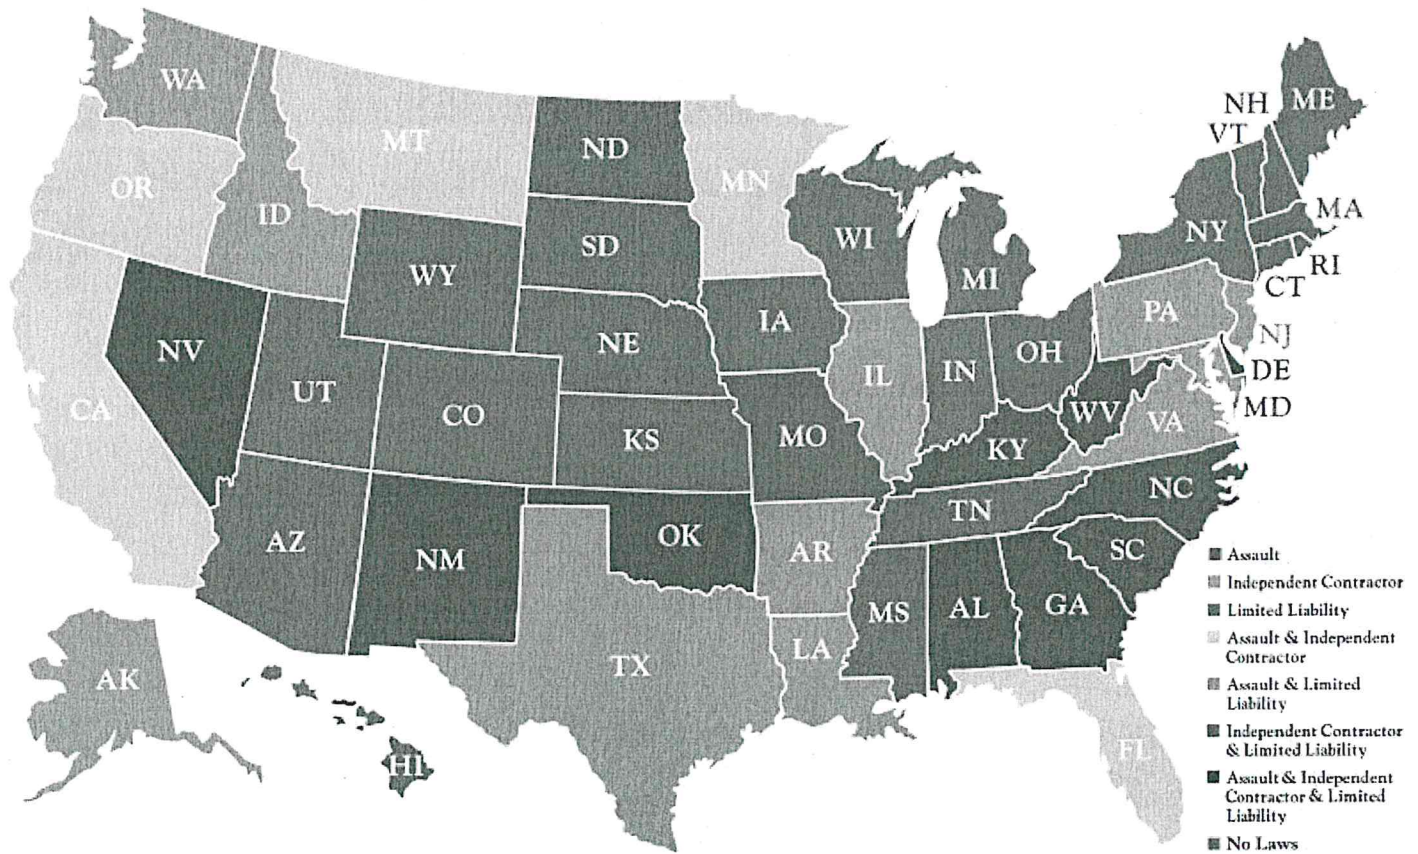 WA
MT
ND
MN
OR
ID
SD
WY
WI
MI
NH
VT
ME
MA
NY
RI
CT
NV
UT
CO
NE
IA
IL
IN
OH
PA
NJ
DE
MD
CA
KS
MO
WV
VA
KY
AZ
NM
OK
AR
TN
NC
SC
MS
AL
GA
TX
LA
AK
HI
FL
Assault
Independent Contractor
Limited Liability
Assault & Independent
Contractor
Assault & Limited
Liability
Independent Contractor
& Limited Liability
Assault & Independent
Contractor & Limited
Liability
No Laws